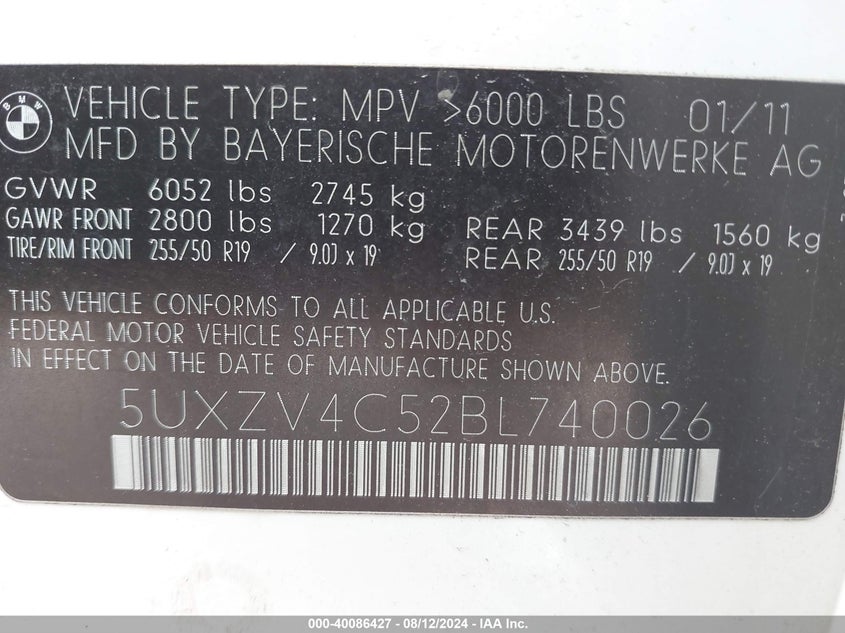 BMW
VEHICLE TYPE: MPV >6000 LBS 01/11
MFD BY BAYERISCHE MOTORENWERKE AG
GVWR 6052 lbs 2745 kg
GAWR FRONT 2800 lbs 1270 kg REAR 3439 lbs 1560 kg
TIRE/RIM FRONT 255/50 R19 / 9.0J x 19 REAR 255/50 R19 / 9.0J x 19
THIS VEHICLE CONFORMS TO ALL APPLICABLE U.S.
FEDERAL MOTOR VEHICLE SAFETY STANDARDS
IN EFFECT ON THE DATE OF MANUFACTURE SHOWN ABOVE.
5UXZV4C52BL740026
000-40086427 - 08/12/2024 - IAA Inc.